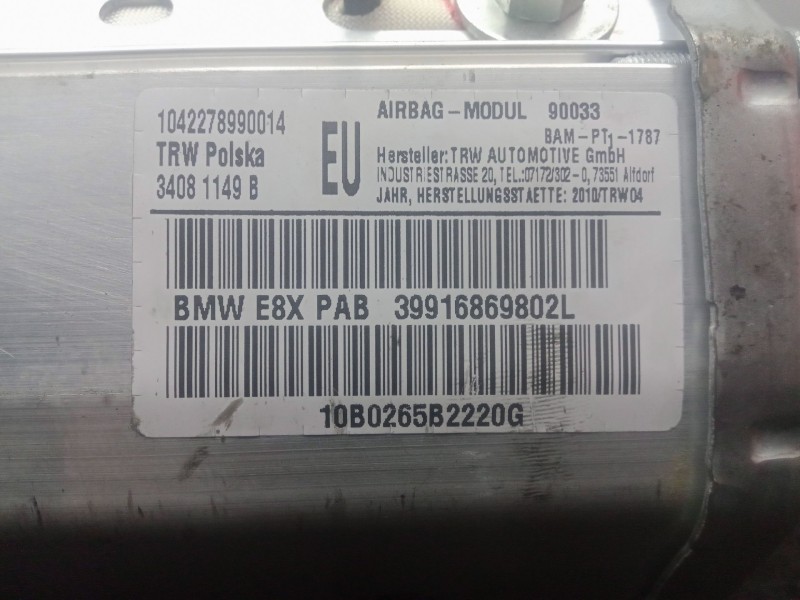 1042278990014
TRW Polska
3408 1149 B
EU
AIRBAG-MODUL 90033
BAM-PT1-1787
Hersteller: TRW AUTOMOTIVE GmbH
INDUSTRIESTRASSE 20, TEL.:07172/302-0, 73551 Alfdorf
JAHR, HERSTELLUNGSSTAETTE: 2010/TRW04
BMW E8X PAB 39916869802L
10B0265B2220G